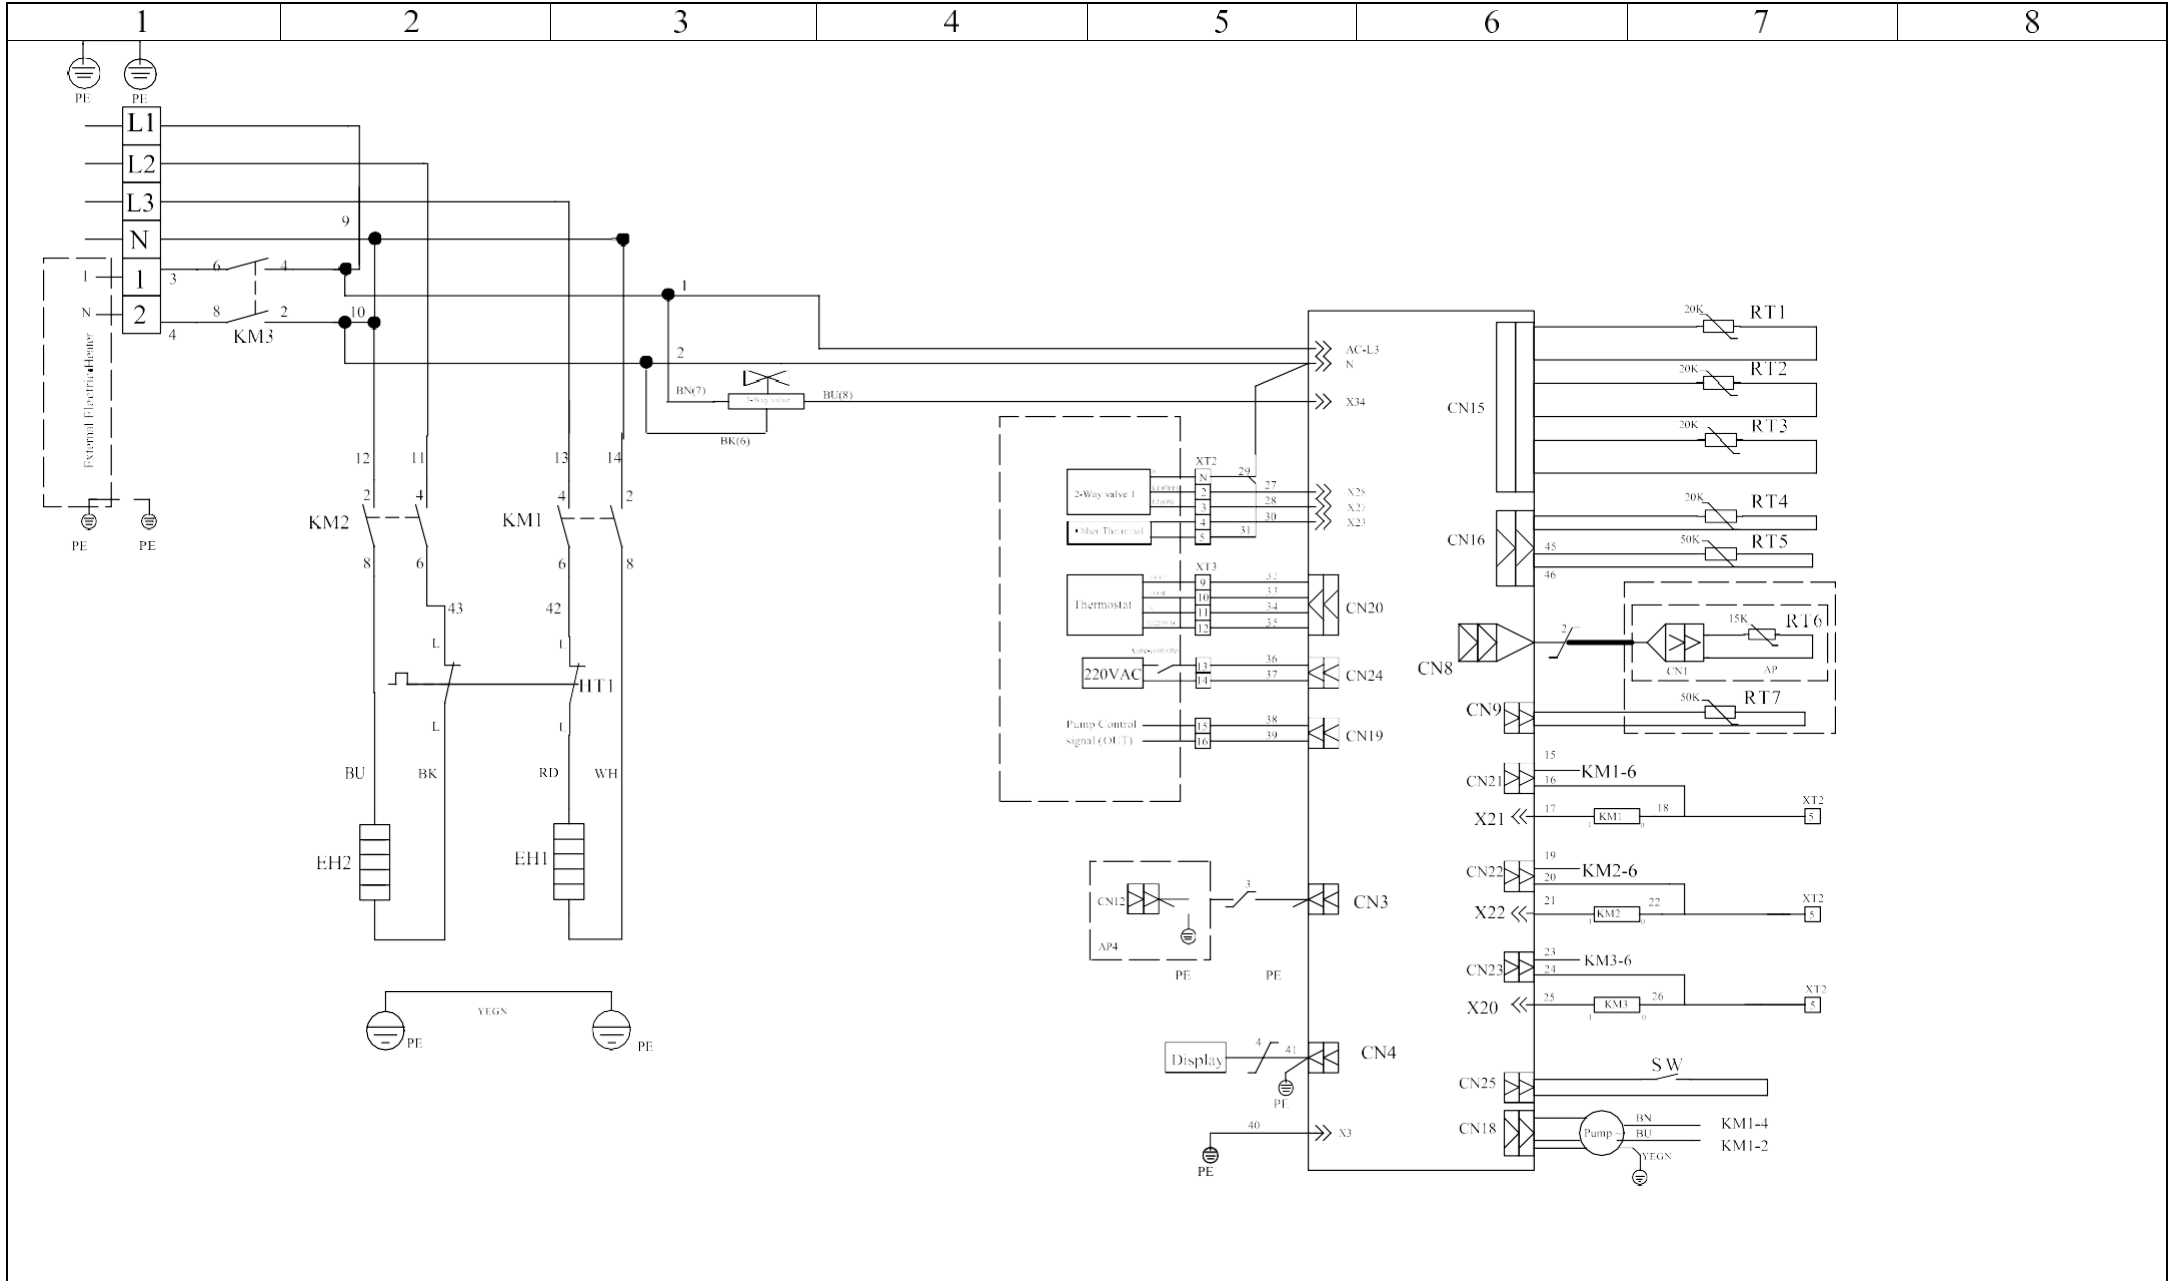 1 2 3 4 5 6 7 8
PE PE
L1
L2
L3
N
9
1 3 6 4
N 2 4 8 2 10
KM3
External Electric Heater
PE PE
1
2
AC-L3
N
BN(7) 3-Way valve BU(8) X34
BK(6)
12 11 13 14
2 4 4 2
KM2 KM1
8 6 6 8
43 42
L L
HT1
L L
BU BK RD WH
EH2 EH1
YEGN
PE PE
XT2
2-Way valve 1
N 29
2 27 X28
3 28 X27
4 30 X23
5 31
XT3
Thermostat
9 32
10 33
11 34
12 35
CN20
220VAC
13 36
14 37
CN24
Pump Control
signal (OUT)
15 38
16 39
CN19
CN12
AP4
3
CN3
PE PE
Display 4 41 CN4
PE
40 X3
PE
CN15
20K RT1
20K RT2
20K RT3
CN16
20K RT4
50K RT5
45
46
CN8 2
CN1 AP
15K RT6
CN9 50K RT7
15
CN21 16 KM1-6
X21 17 KM1 18 XT2
5
19
CN22 20 KM2-6
X22 21 KM2 22 XT2
5
23
CN23 24 KM3-6
X20 25 KM3 26 XT2
5
CN25 SW
CN18 Pump
BN KM1-4
BU KM1-2
YEGN